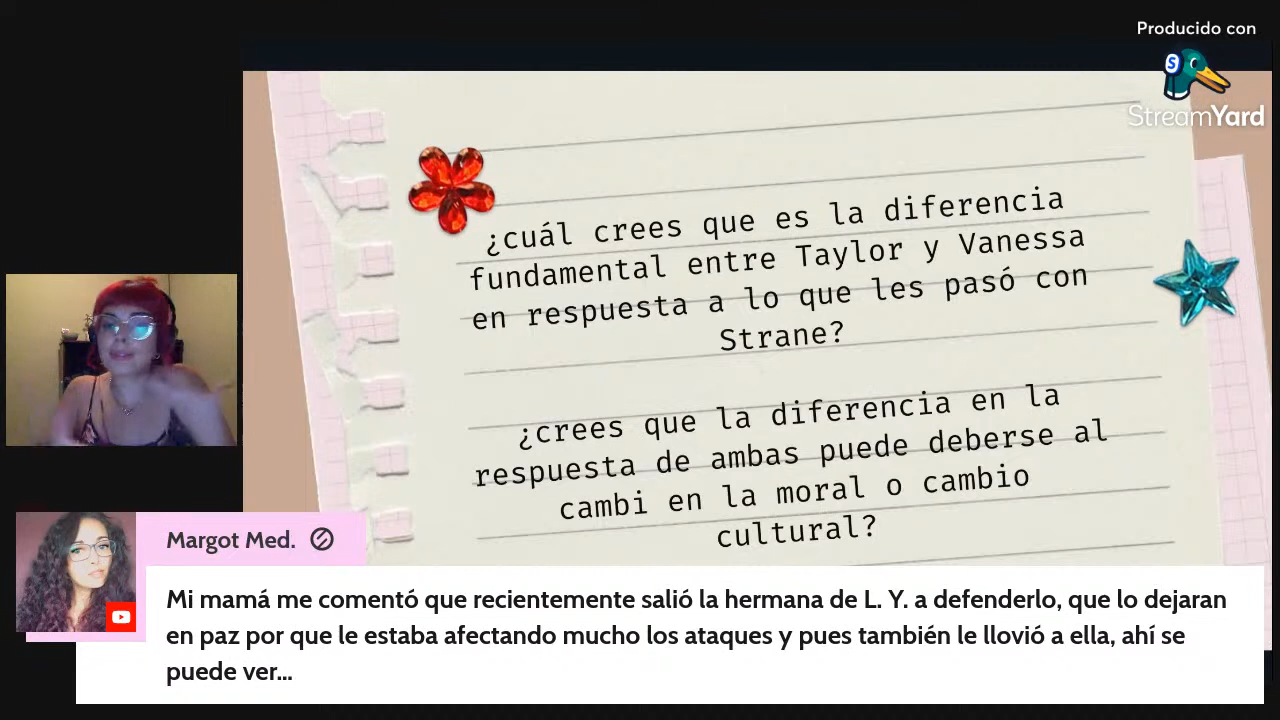 Producido con
StreamYard
¿cuál crees que es la diferencia
fundamental entre Taylor y Vanessa
en respuesta a lo que les pasó con
Strane?
¿crees que la diferencia en la
respuesta de ambas puede deberse al
cambi en la moral o cambio
cultural?
Margot Med.
Mi mamá me comentó que recientemente salió la hermana de L. Y. a defenderlo, que lo dejaran
en paz por que le estaba afectando mucho los ataques y pues también le llovió a ella, ahí se
puede ver...